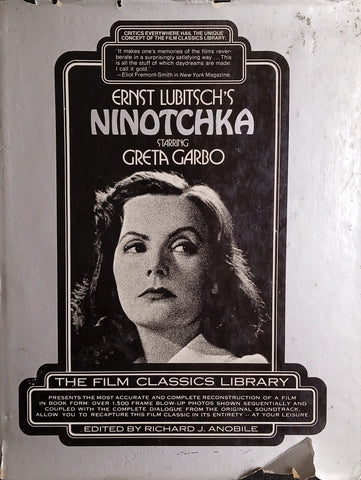 CRITICS EVERYWHERE HAIL THE UNIQUE
CONCEPT OF THE FILM CLASSICS LIBRARY:
"It makes one's memories of the films rever-
berate in a surprisingly satisfying way.... This
is all the stuff of which daydreams are made.
I call it gold."
—Eliot Fremont-Smith in New York Magazine.
ERNST LUBITSCH'S
NINOTCHKA
STARRING
GRETA GARBO
THE FILM CLASSICS LIBRARY
PRESENTS THE MOST ACCURATE AND COMPLETE RECONSTRUCTION OF A FILM
IN BOOK FORM: OVER 1,500 FRAME BLOW-UP PHOTOS SHOWN SEQUENTIALLY AND
COUPLED WITH THE COMPLETE DIALOGUE FROM THE ORIGINAL SOUNDTRACK,
ALLOW YOU TO RECAPTURE THIS FILM CLASSIC IN ITS ENTIRETY -- AT YOUR LEISURE.
EDITED BY RICHARD J. ANOBILE